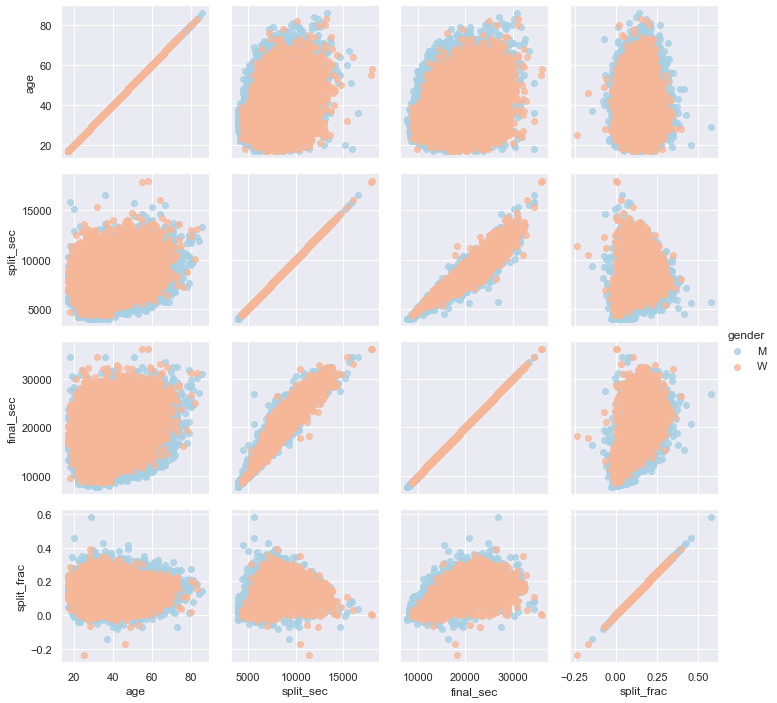 80
60
40
20
age
15000
10000
5000
split_sec
30000
20000
10000
final_sec
0.6
0.4
0.2
0.0
−0.2
split_frac
20 40 60 80
age
5000 10000 15000
split_sec
10000 20000 30000
final_sec
−0.25 0.00 0.25 0.50
split_frac
gender
M
W